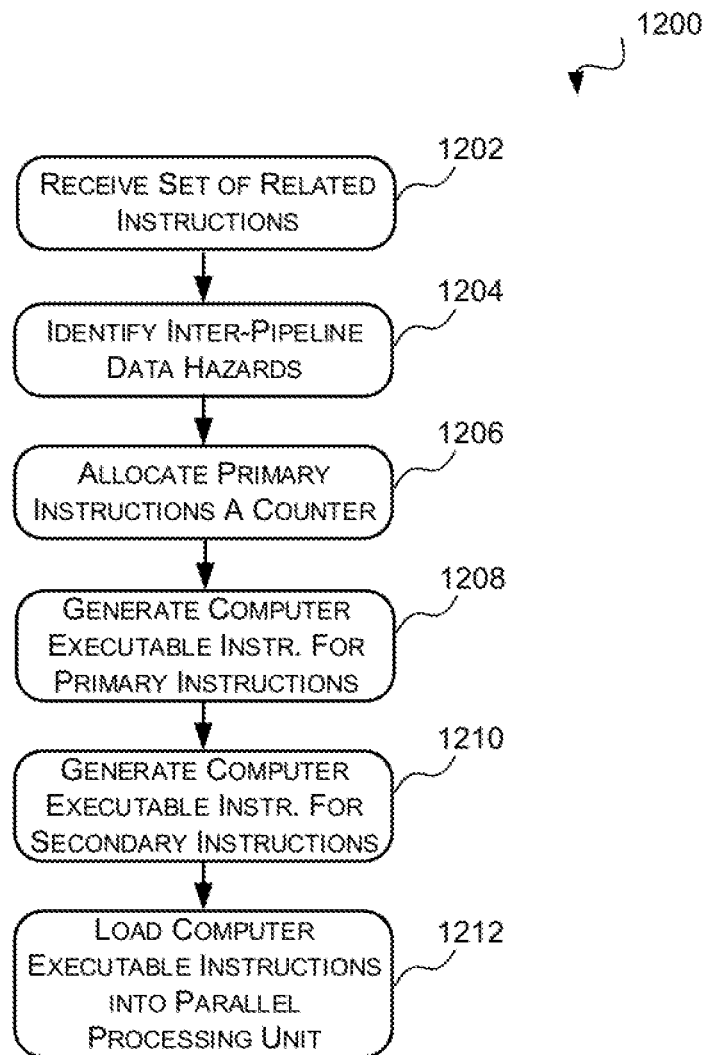 1200
1202
RECEIVE SET OF RELATED
INSTRUCTIONS
1204
IDENTIFY INTER-PIPELINE
DATA HAZARDS
1206
ALLOCATE PRIMARY
INSTRUCTIONS A COUNTER
1208
GENERATE COMPUTER
EXECUTABLE INSTR. FOR
PRIMARY INSTRUCTIONS
1210
GENERATE COMPUTER
EXECUTABLE INSTR. FOR
SECONDARY INSTRUCTIONS
1212
LOAD COMPUTER
EXECUTABLE INSTRUCTIONS
INTO PARALLEL
PROCESSING UNIT